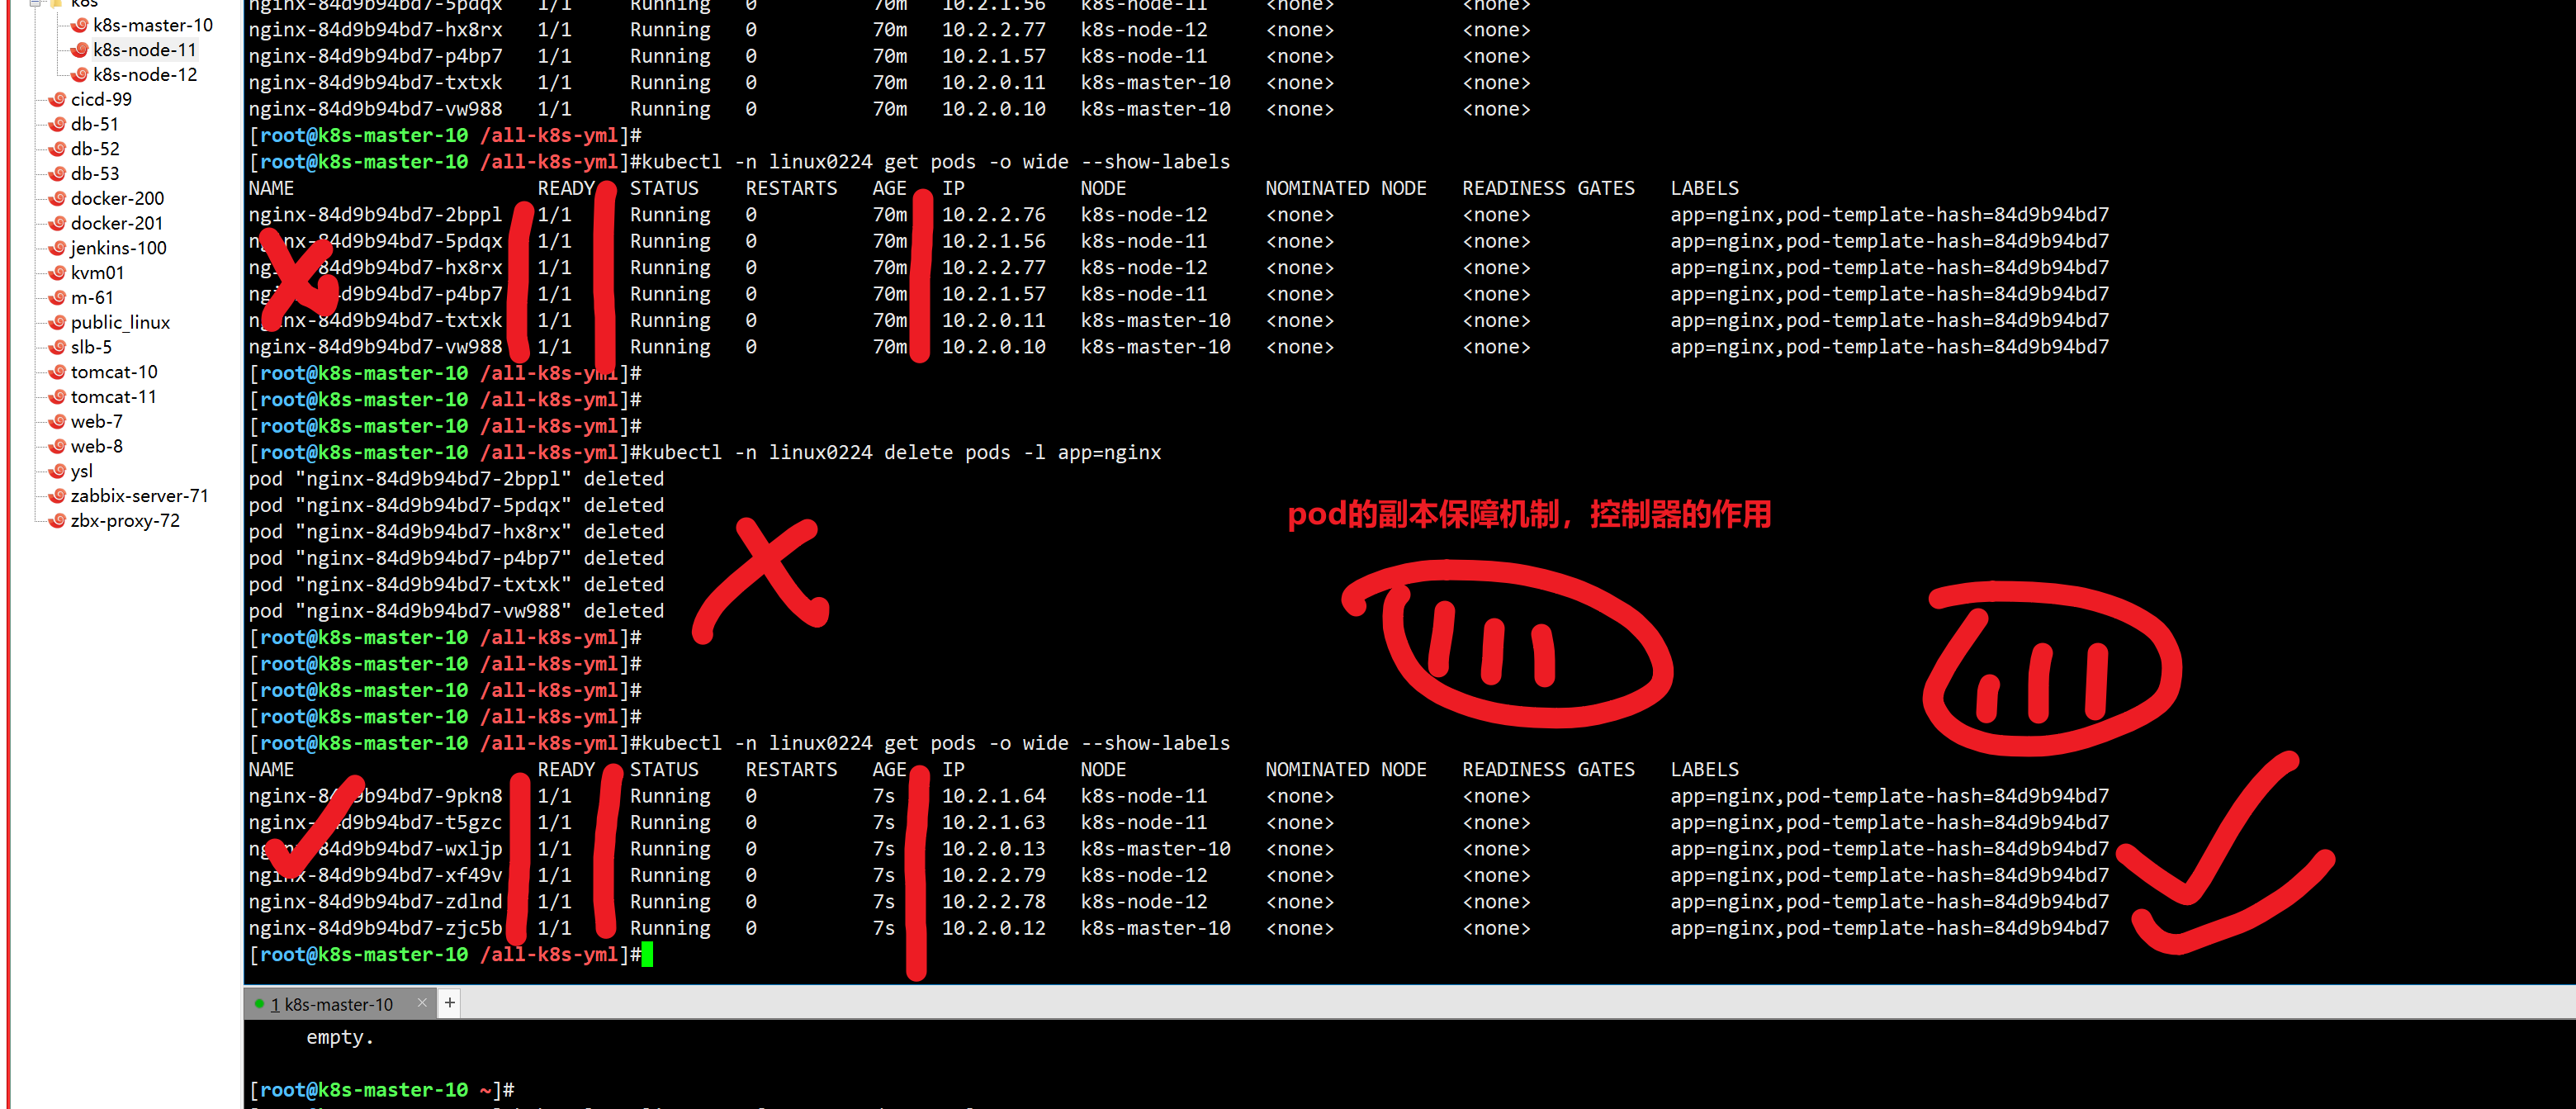 k8s
k8s-master-10
k8s-node-11
k8s-node-12
cicd-99
db-51
db-52
db-53
docker-200
docker-201
jenkins-100
kvm01
m-61
public_linux
slb-5
tomcat-10
tomcat-11
web-7
web-8
ysl
zabbix-server-71
zbx-proxy-72
nginx-84d9b94bd7-5pdqx 1/1 Running 0 70m 10.2.1.56 k8s-node-11 <none> <none>
nginx-84d9b94bd7-hx8rx 1/1 Running 0 70m 10.2.2.77 k8s-node-12 <none> <none>
nginx-84d9b94bd7-p4bp7 1/1 Running 0 70m 10.2.1.57 k8s-node-11 <none> <none>
nginx-84d9b94bd7-txtxk 1/1 Running 0 70m 10.2.0.11 k8s-master-10 <none> <none>
nginx-84d9b94bd7-vw988 1/1 Running 0 70m 10.2.0.10 k8s-master-10 <none> <none>
[root@k8s-master-10 /all-k8s-yml]#
[root@k8s-master-10 /all-k8s-yml]#kubectl -n linux0224 get pods -o wide --show-labels
NAME READY STATUS RESTARTS AGE IP NODE NOMINATED NODE READINESS GATES LABELS
nginx-84d9b94bd7-2bppl 1/1 Running 0 70m 10.2.2.76 k8s-node-12 <none> <none> app=nginx,pod-template-hash=84d9b94bd7
nginx-84d9b94bd7-5pdqx 1/1 Running 0 70m 10.2.1.56 k8s-node-11 <none> <none> app=nginx,pod-template-hash=84d9b94bd7
nginx-84d9b94bd7-hx8rx 1/1 Running 0 70m 10.2.2.77 k8s-node-12 <none> <none> app=nginx,pod-template-hash=84d9b94bd7
nginx-84d9b94bd7-p4bp7 1/1 Running 0 70m 10.2.1.57 k8s-node-11 <none> <none> app=nginx,pod-template-hash=84d9b94bd7
nginx-84d9b94bd7-txtxk 1/1 Running 0 70m 10.2.0.11 k8s-master-10 <none> <none> app=nginx,pod-template-hash=84d9b94bd7
nginx-84d9b94bd7-vw988 1/1 Running 0 70m 10.2.0.10 k8s-master-10 <none> <none> app=nginx,pod-template-hash=84d9b94bd7
[root@k8s-master-10 /all-k8s-yml]#
[root@k8s-master-10 /all-k8s-yml]#
[root@k8s-master-10 /all-k8s-yml]#
[root@k8s-master-10 /all-k8s-yml]#kubectl -n linux0224 delete pods -l app=nginx
pod "nginx-84d9b94bd7-2bppl" deleted
pod "nginx-84d9b94bd7-5pdqx" deleted
pod的副本保障机制，控制器的作用
pod "nginx-84d9b94bd7-hx8rx" deleted
pod "nginx-84d9b94bd7-p4bp7" deleted
pod "nginx-84d9b94bd7-txtxk" deleted
pod "nginx-84d9b94bd7-vw988" deleted
[root@k8s-master-10 /all-k8s-yml]#
[root@k8s-master-10 /all-k8s-yml]#
[root@k8s-master-10 /all-k8s-yml]#
[root@k8s-master-10 /all-k8s-yml]#
[root@k8s-master-10 /all-k8s-yml]#kubectl -n linux0224 get pods -o wide --show-labels
NAME READY STATUS RESTARTS AGE IP NODE NOMINATED NODE READINESS GATES LABELS
nginx-84d9b94bd7-9pkn8 1/1 Running 0 7s 10.2.1.64 k8s-node-11 <none> <none> app=nginx,pod-template-hash=84d9b94bd7
nginx-84d9b94bd7-t5gzc 1/1 Running 0 7s 10.2.1.63 k8s-node-11 <none> <none> app=nginx,pod-template-hash=84d9b94bd7
nginx-84d9b94bd7-wxljp 1/1 Running 0 7s 10.2.0.13 k8s-master-10 <none> <none> app=nginx,pod-template-hash=84d9b94bd7
nginx-84d9b94bd7-xf49v 1/1 Running 0 7s 10.2.2.79 k8s-node-12 <none> <none> app=nginx,pod-template-hash=84d9b94bd7
nginx-84d9b94bd7-zdlnd 1/1 Running 0 7s 10.2.2.78 k8s-node-12 <none> <none> app=nginx,pod-template-hash=84d9b94bd7
nginx-84d9b94bd7-zjc5b 1/1 Running 0 7s 10.2.0.12 k8s-master-10 <none> <none> app=nginx,pod-template-hash=84d9b94bd7
[root@k8s-master-10 /all-k8s-yml]#
1 k8s-master-10
empty.
[root@k8s-master-10 ~]#